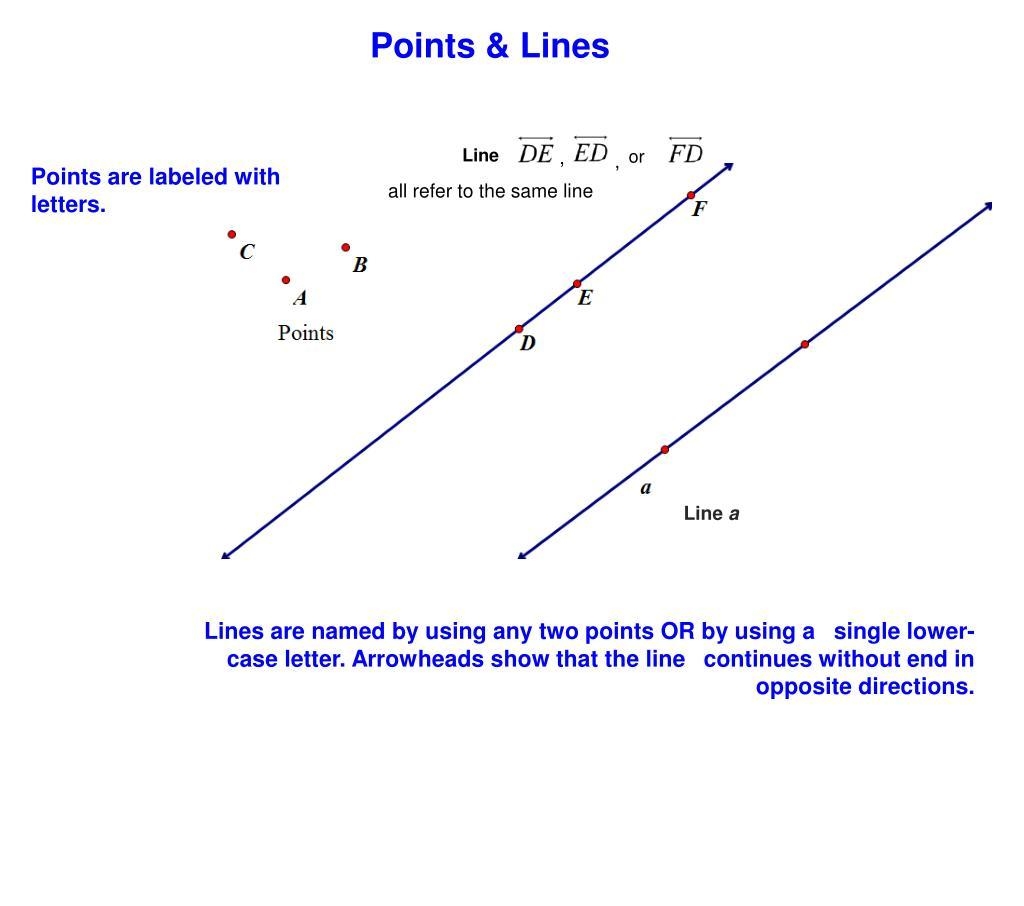 Points & Lines
Line DE , ED , or FD
all refer to the same line
Points are labeled with
letters.
C
B
A
Points
F
E
D
a
Line a
Lines are named by using any two points OR by using a single lower-
case letter. Arrowheads show that the line continues without end in
opposite directions.